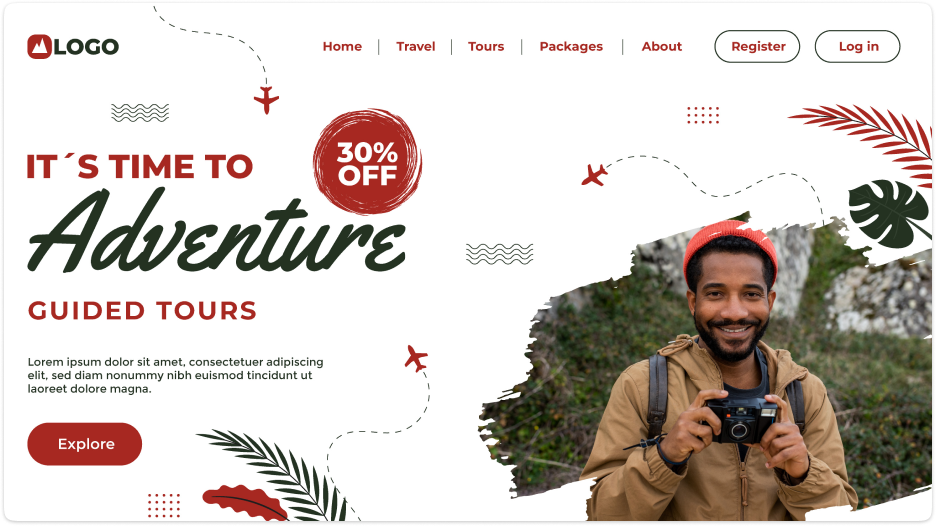 LOGO
Home
Travel
Tours
Packages
About
Register
Log in
IT´S TIME TO
Adventure
30%
OFF
GUIDED TOURS
Lorem ipsum dolor sit amet, consectetuer adipiscing
elit, sed diam nonummy nibh euismod tincidunt ut
laoreet dolore magna.
Explore